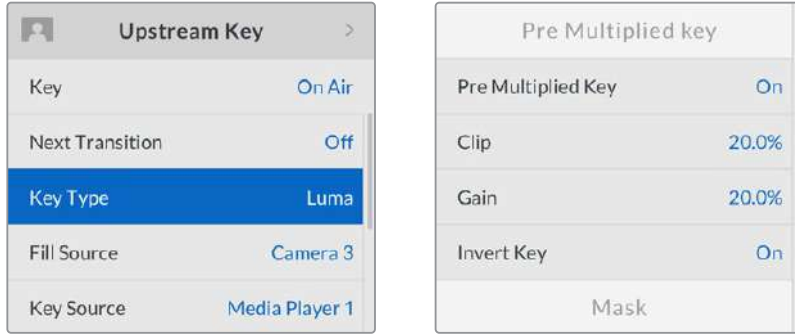 Upstream Key
Key On Air
Next Transition Off
Key Type Luma
Fill Source Camera 3
Key Source Media Player 1
Pre Multiplied key
Pre Multiplied Key On
Clip 20.0%
Gain 20.0%
Invert Key On
Mask